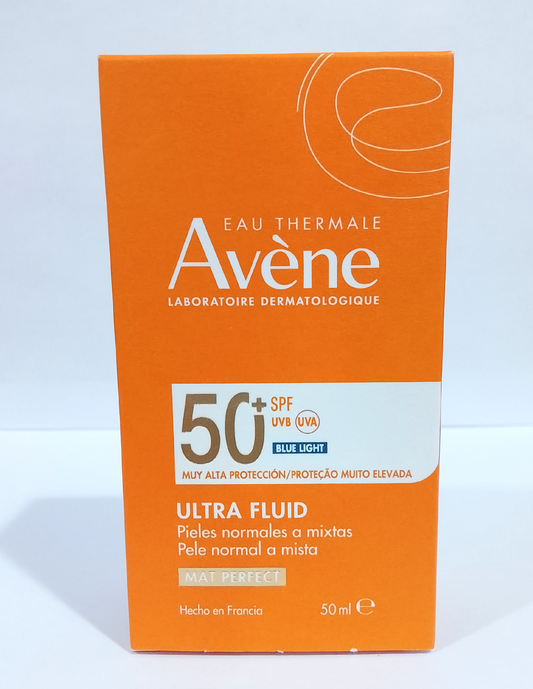 EAU THERMALE
Avène
LABORATOIRE DERMATOLOGIQUE
50+ SPF
UVB UVA
BLUE LIGHT
MUY ALTA PROTECCIÓN/PROTEÇÃO MUITO ELEVADA
ULTRA FLUID
Pieles normales a mixtas
Pele normal a mista
MAT PERFECT
Hecho en Francia 50 ml ℮